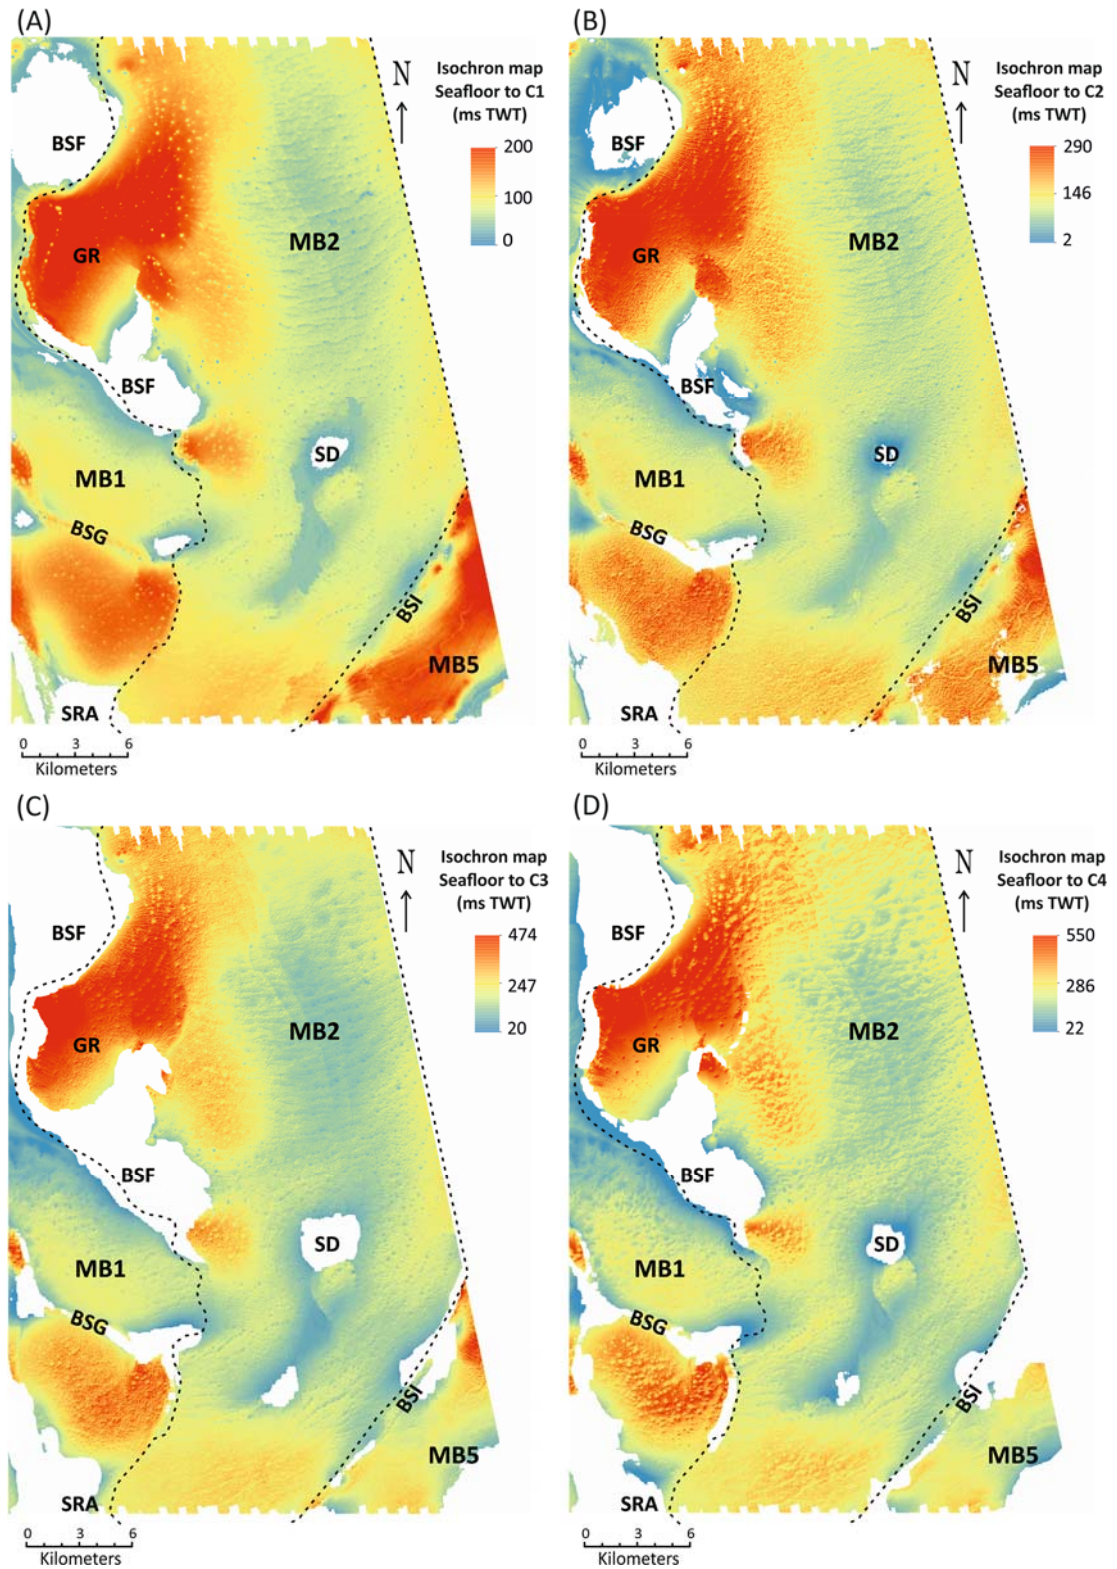 (A)
N
Isochron map
Seafloor to C1
(ms TWT)
200
100
0
BSF
GR
MB2
BSF
SD
MB1
BSG
BSI
MB5
SRA
0 3 6
Kilometers
(B)
N
Isochron map
Seafloor to C2
(ms TWT)
290
146
2
BSF
GR
MB2
BSF
SD
MB1
BSG
BSI
MB5
SRA
0 3 6
Kilometers
(C)
N
Isochron map
Seafloor to C3
(ms TWT)
474
247
20
BSF
MB2
GR
BSF
SD
MB1
BSG
BSI
MB5
SRA
0 3 6
Kilometers
(D)
N
Isochron map
Seafloor to C4
(ms TWT)
550
286
22
BSF
MB2
GR
BSF
SD
MB1
BSG
BSI
MB5
SRA
0 3 6
Kilometers